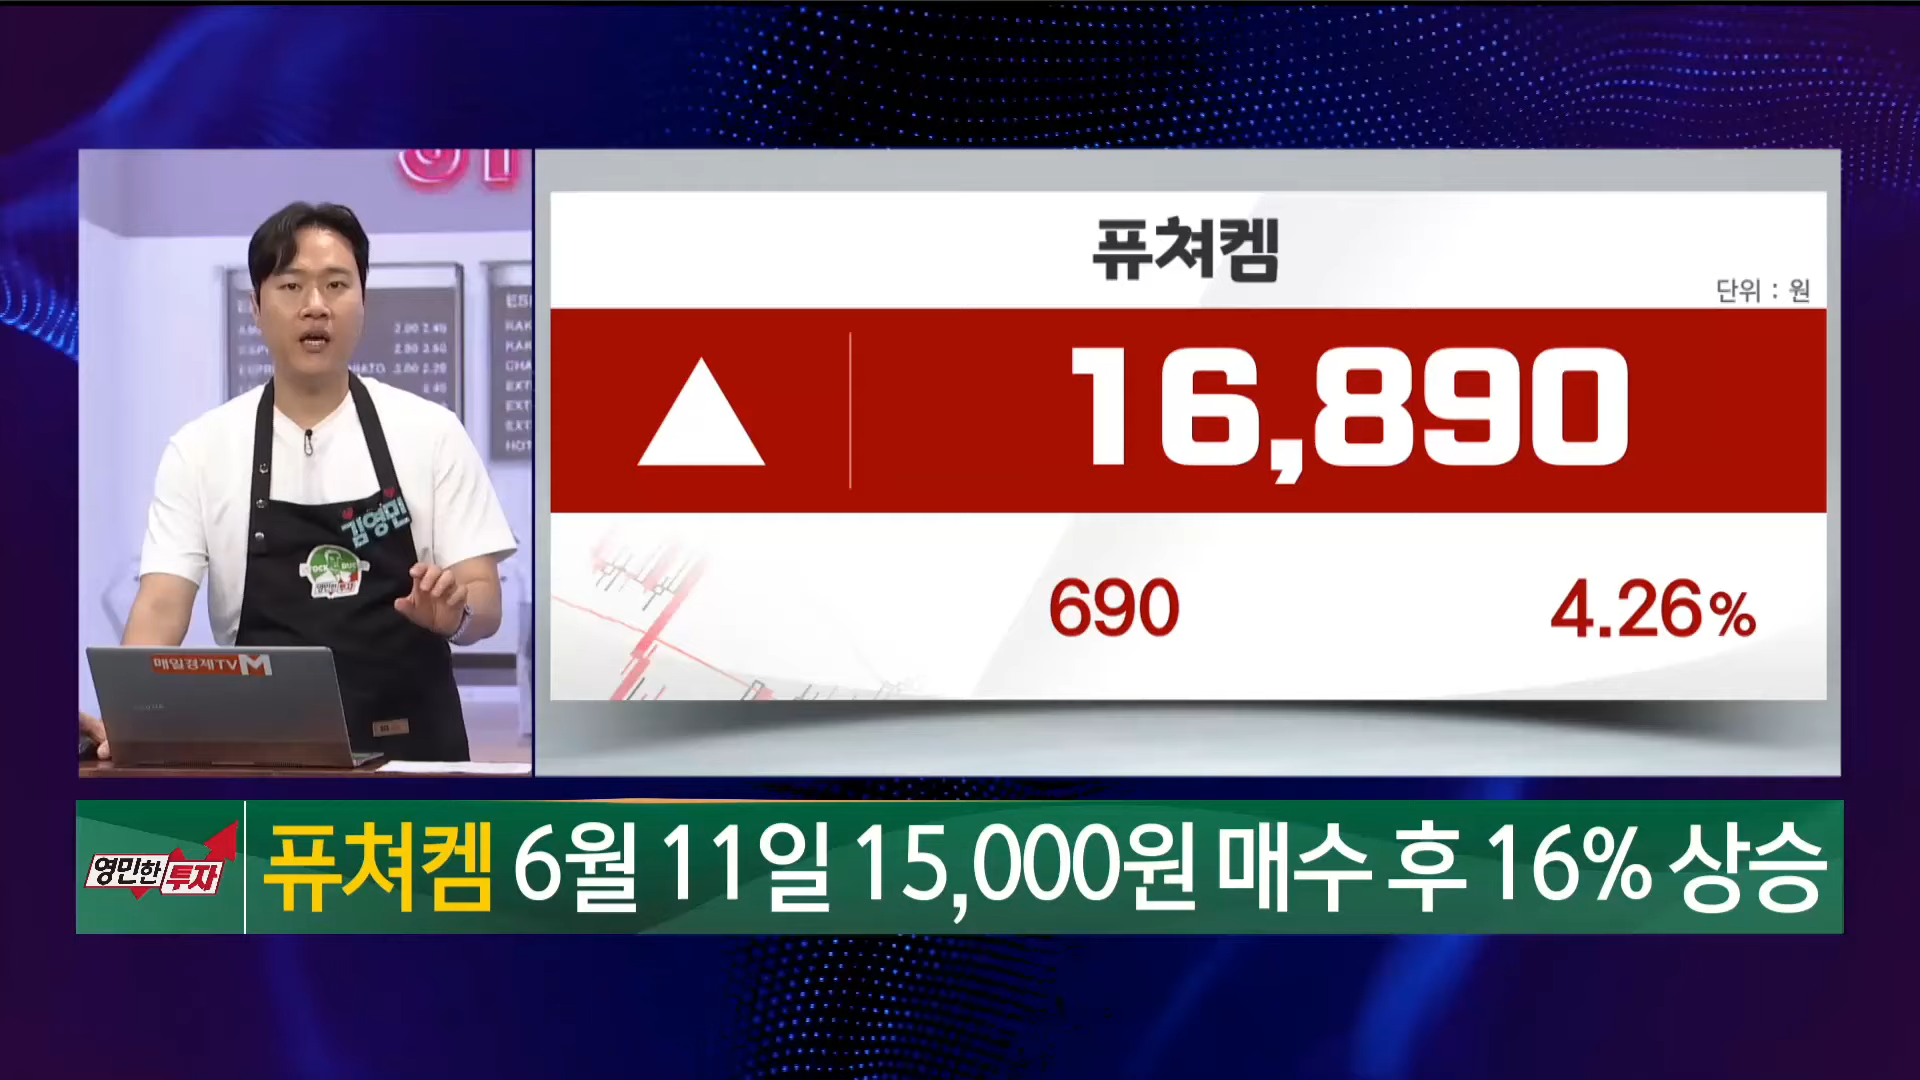 퓨쳐켐
단위 : 원
16,890
690
4.26%
김영민
매일경제TV M
영민한 투자
퓨쳐켐 6월 11일 15,000원 매수 후 16% 상승